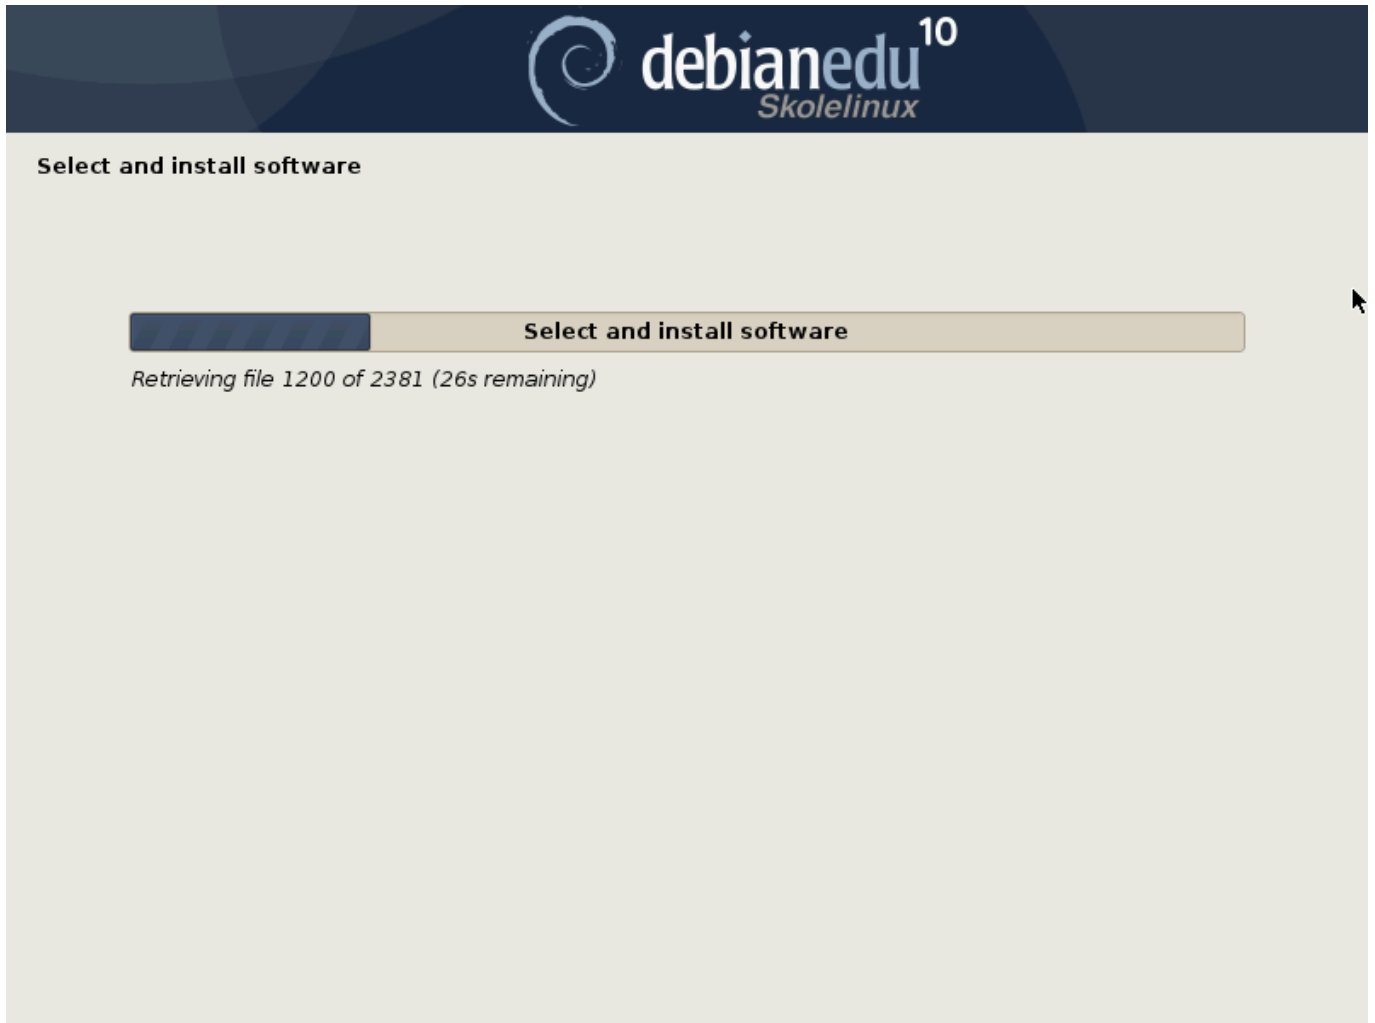 debianedu 10
Skolelinux
Select and install software
Select and install software
Retrieving file 1200 of 2381 (26s remaining)